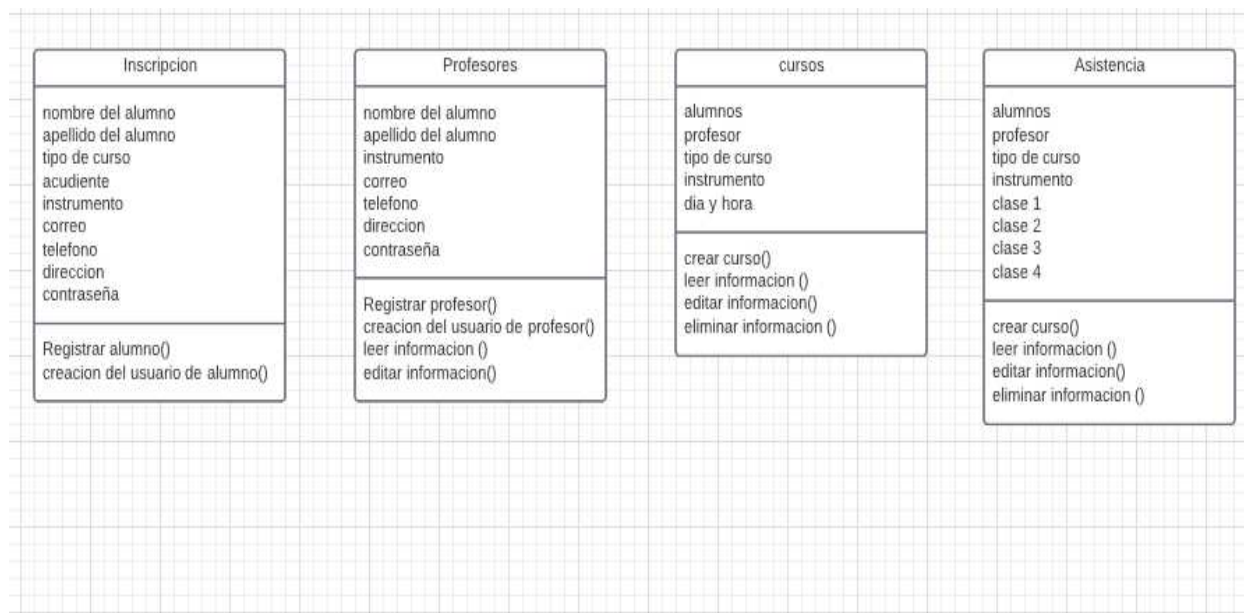 Inscripcion
nombre del alumno
apellido del alumno
tipo de curso
acudiente
instrumento
correo
telefono
direccion
contraseña
Registrar alumno()
creacion del usuario de alumno()
Profesores
nombre del alumno
apellido del alumno
instrumento
correo
telefono
direccion
contraseña
Registrar profesor()
creacion del usuario de profesor()
leer informacion ()
editar informacion()
cursos
alumnos
profesor
tipo de curso
instrumento
dia y hora
crear curso()
leer informacion ()
editar informacion()
eliminar informacion ()
Asistencia
alumnos
profesor
tipo de curso
instrumento
clase 1
clase 2
clase 3
clase 4
crear curso()
leer informacion ()
editar informacion()
eliminar informacion ()